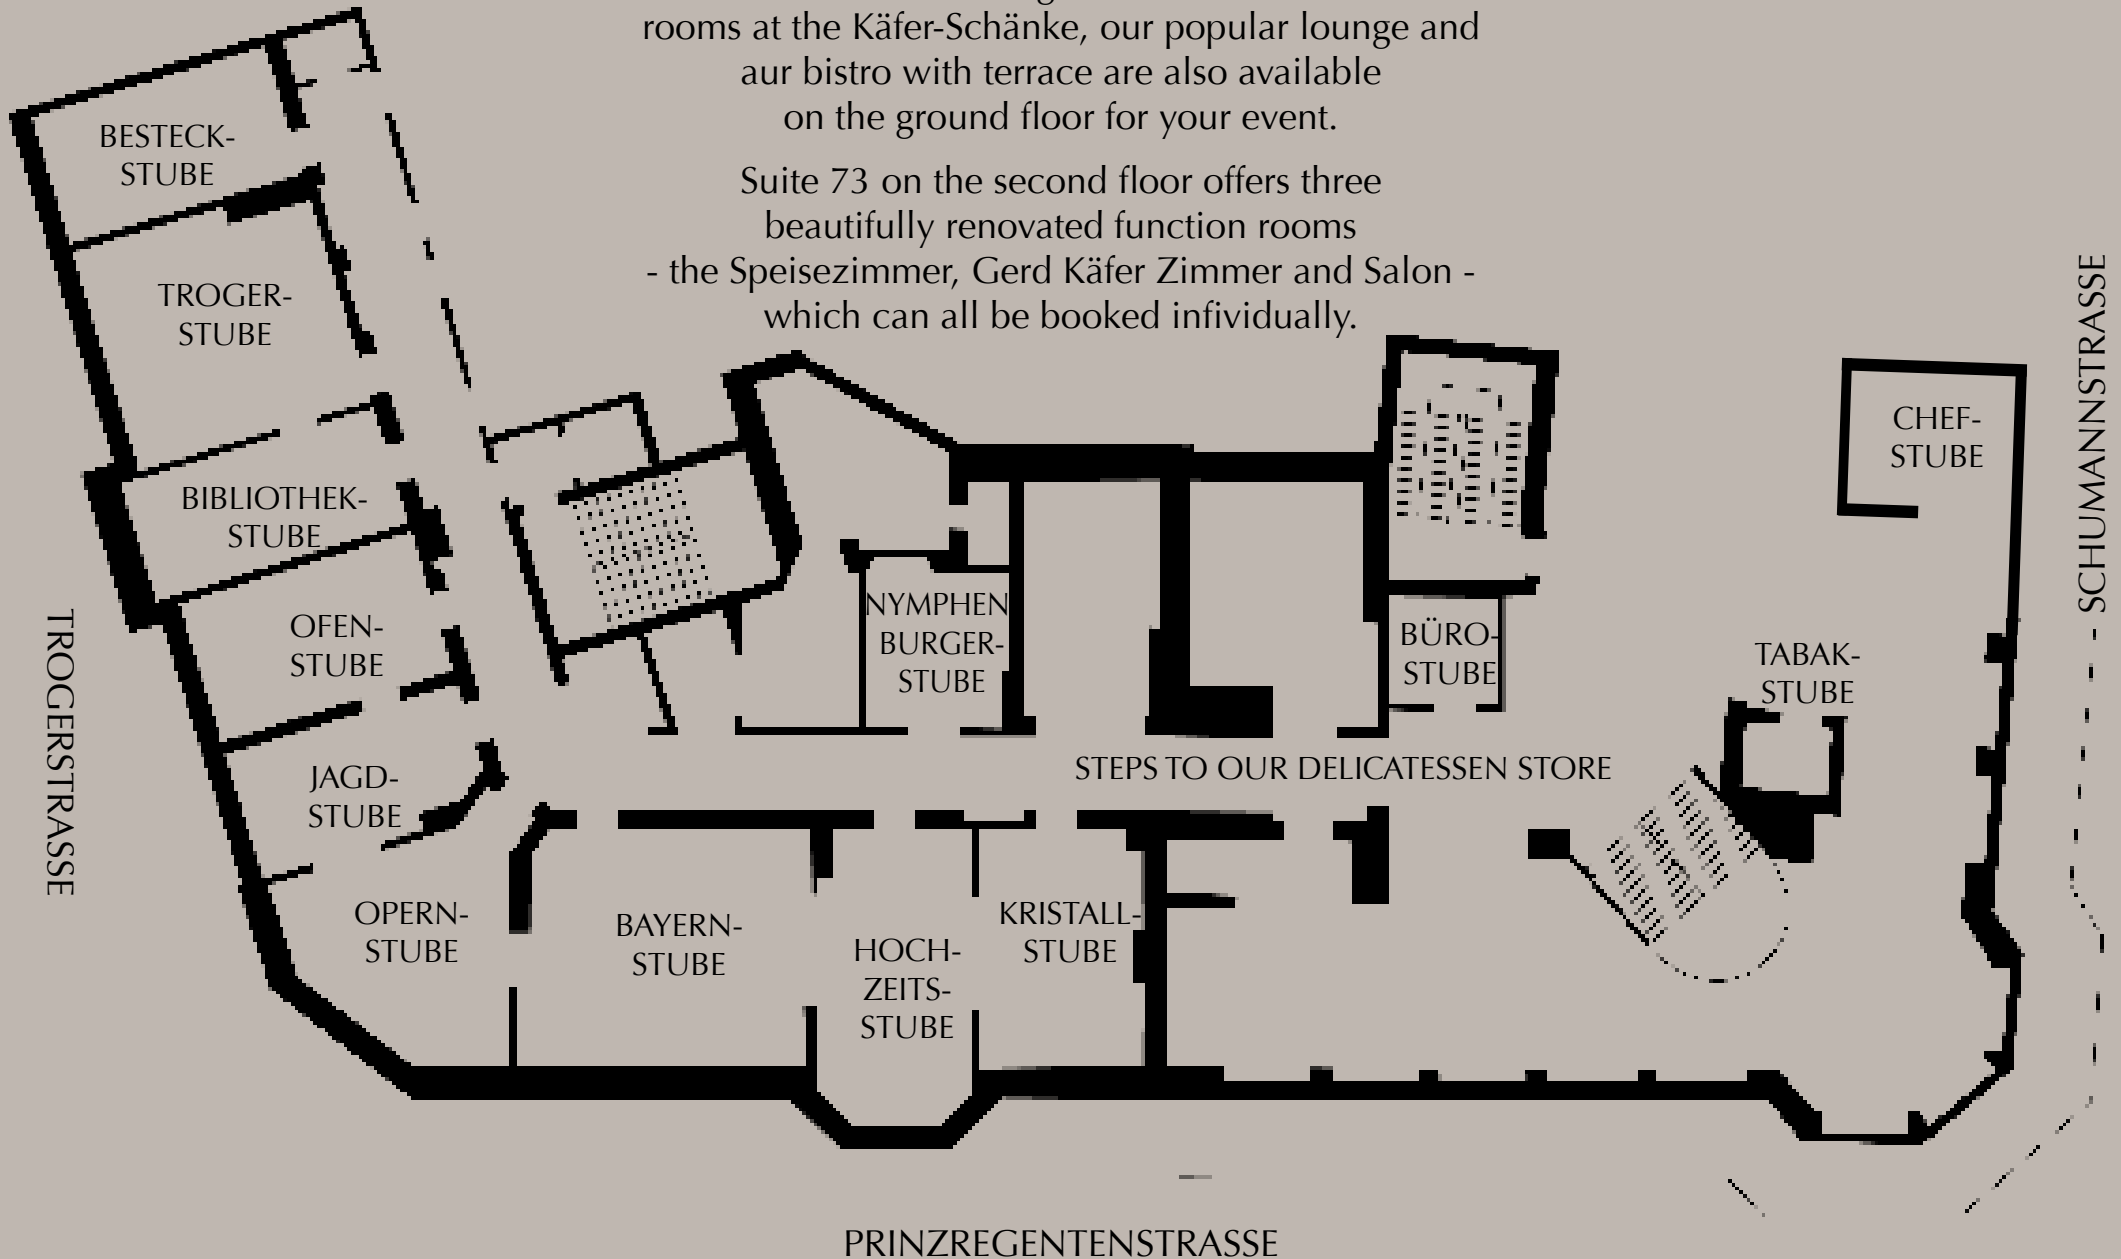 rooms at the Käfer-Schänke, our popular lounge and
aur bistro with terrace are also available
on the ground floor for your event.
Suite 73 on the second floor offers three
beautifully renovated function rooms
- the Speisezimmer, Gerd Käfer Zimmer and Salon -
which can all be booked infividually.
BESTECK-
STUBE
TROGER-
STUBE
BIBLIOTHEK-
STUBE
OFEN-
STUBE
JAGD-
STUBE
OPERN-
STUBE
BAYERN-
STUBE
HOCH-
ZEITS-
STUBE
KRISTALL-
STUBE
NYMPHEN
BURGER-
STUBE
BÜRO-
STUBE
TABAK-
STUBE
CHEF-
STUBE
STEPS TO OUR DELICATESSEN STORE
TROGERSTRASSE
SCHUMANNSTRASSE
PRINZREGENTENSTRASSE